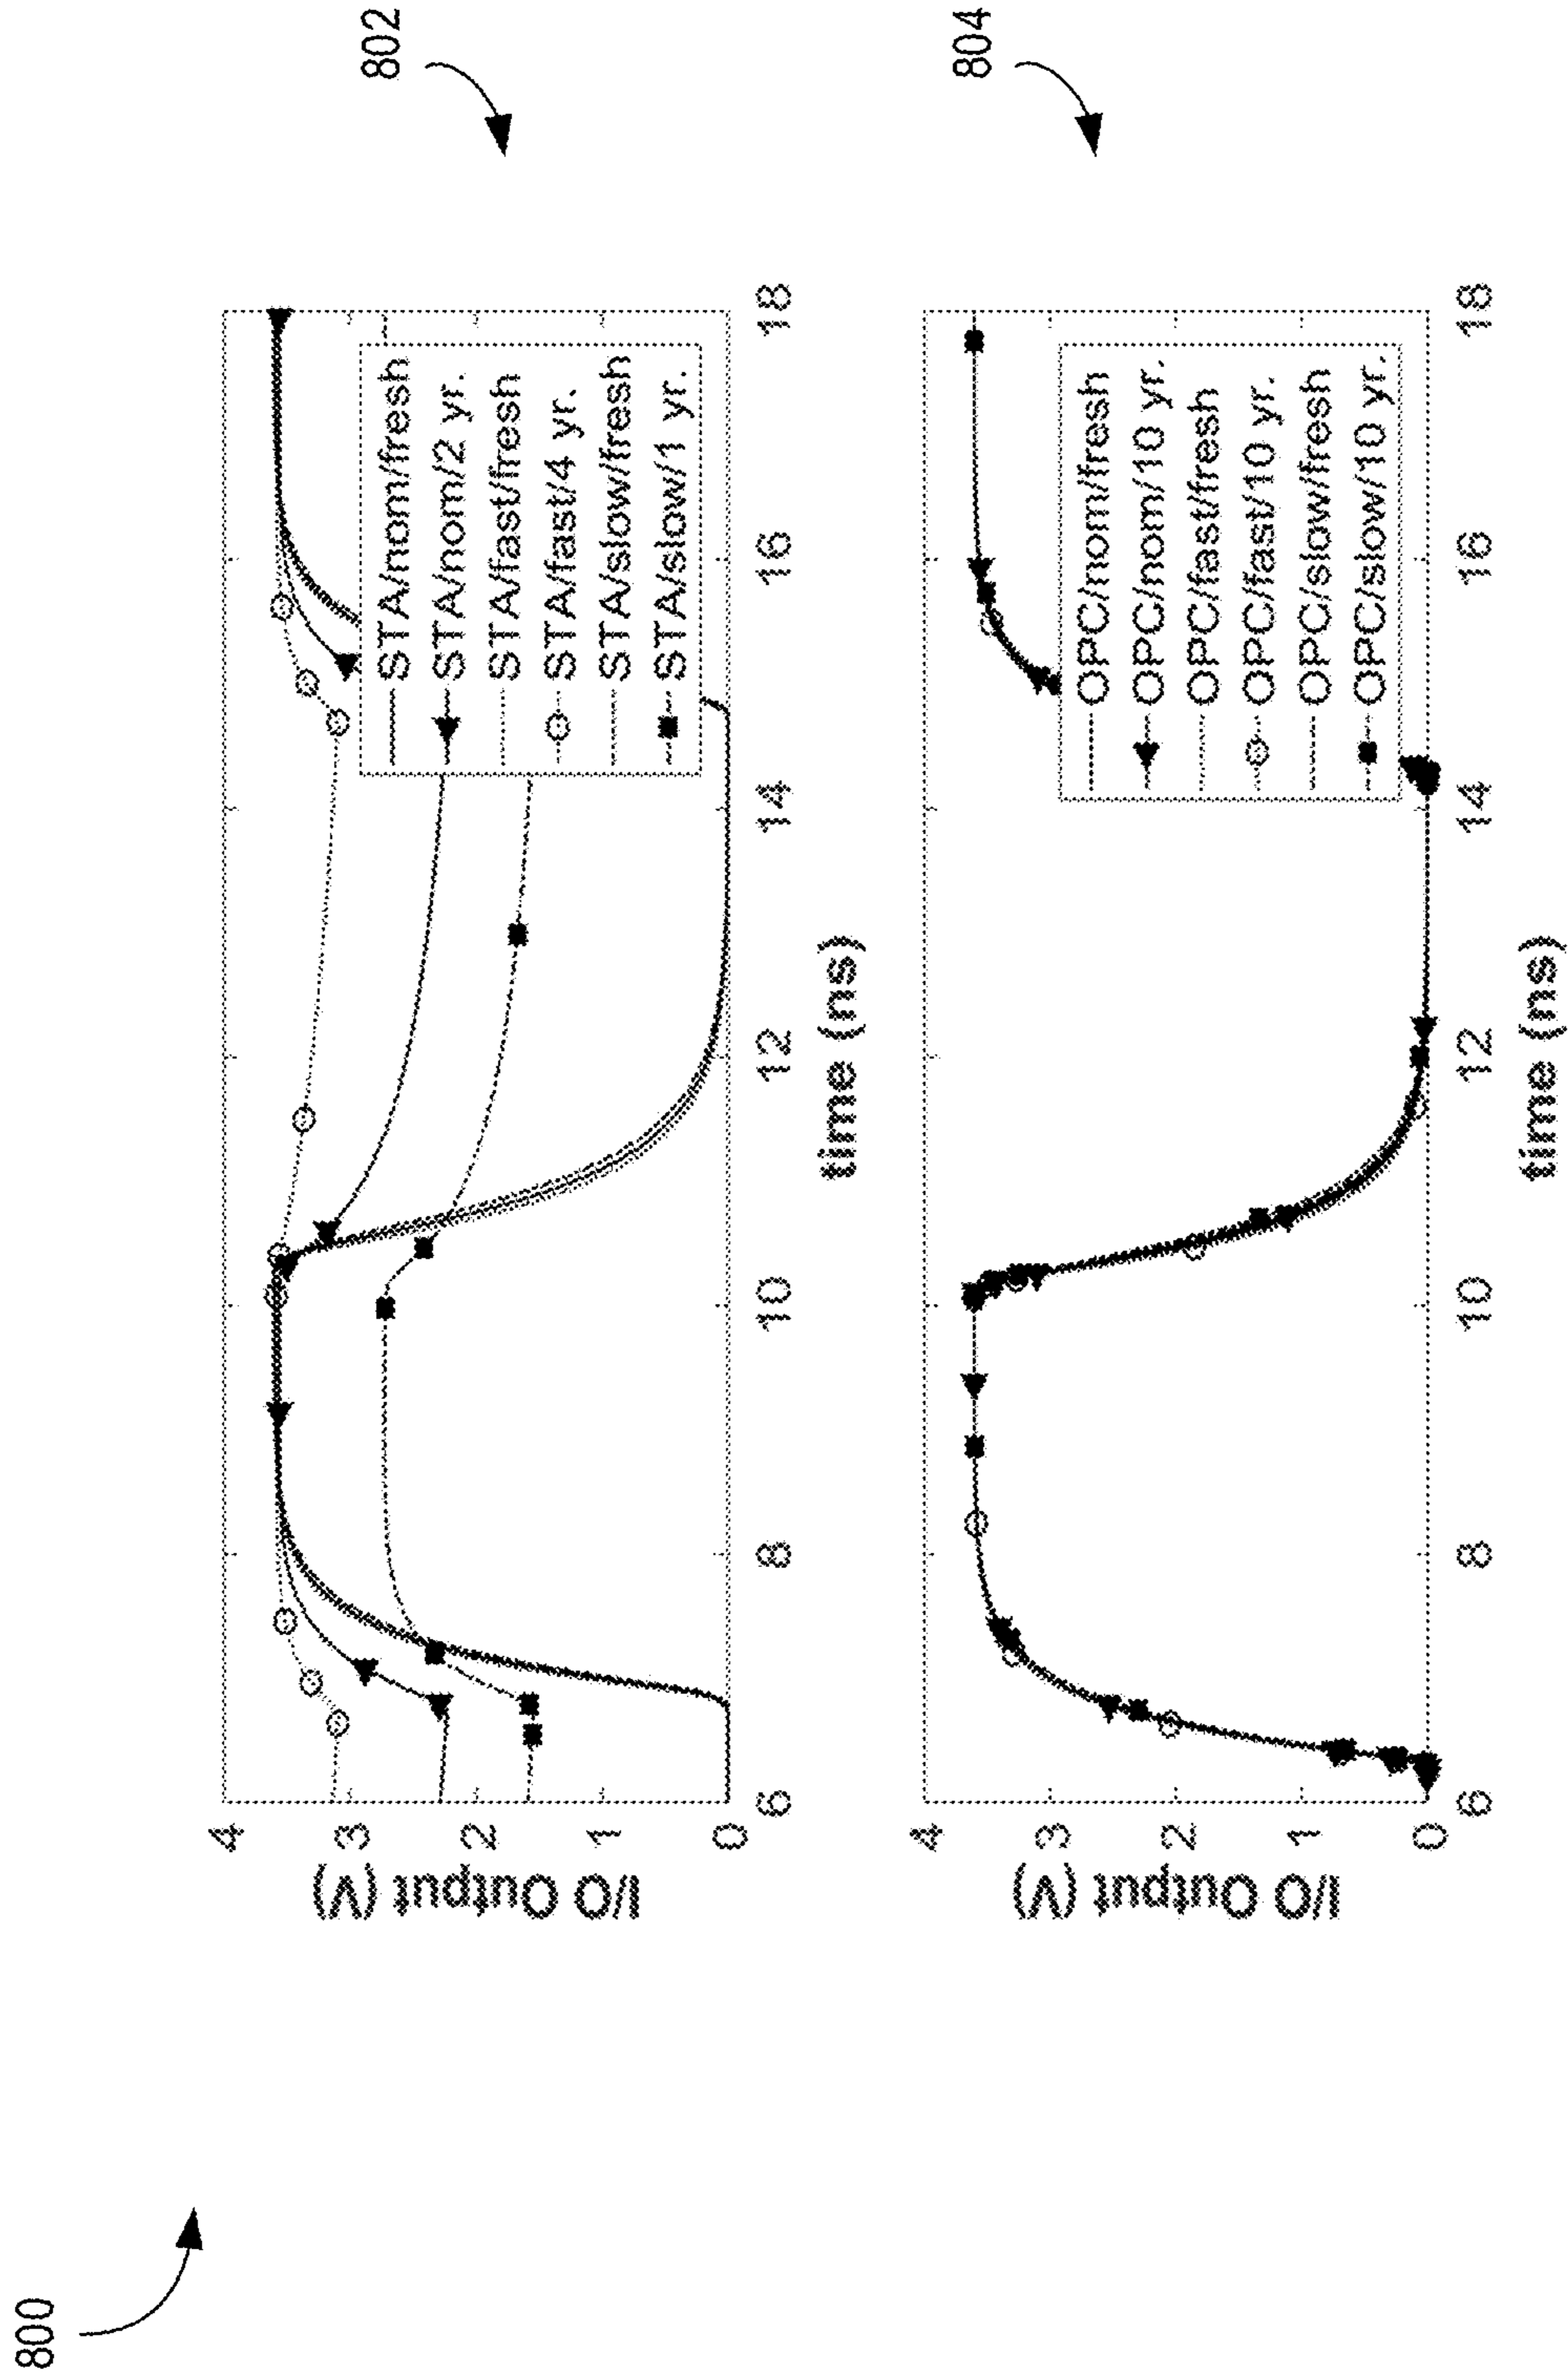 800
802
I/O Output (V)
4
3
2
1
0
6
8
10
12
14
16
18
time (ns)
STA/nom/fresh
STA/nom/2 yr.
STA/fast/fresh
STA/fast/4 yr.
STA/slow/fresh
STA/slow/1 yr.
804
I/O Output (V)
4
3
2
1
0
6
8
10
12
14
16
18
time (ns)
OPC/nom/fresh
OPC/nom/10 yr.
OPC/fast/fresh
OPC/fast/10 yr.
OPC/slow/fresh
OPC/slow/10 yr.